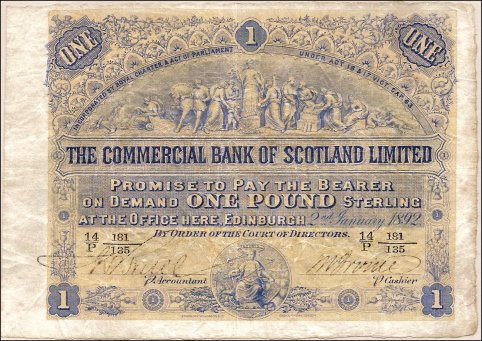 ONE 1 ONE
INCORPORATED BY ROYAL CHARTER & ACT OF PARLIAMENT UNDER ACT 16 & 17 VICT. CAP. 63
THE COMMERCIAL BANK OF SCOTLAND LIMITED
PROMISE TO PAY THE BEARER
ON DEMAND ONE POUND STERLING
AT THE OFFICE HERE, EDINBURGH 2nd January 1892
BY ORDER OF THE COURT OF DIRECTORS.
14/P 181/135 14/P 181/135
p. Accountant p. Cashier
1 1